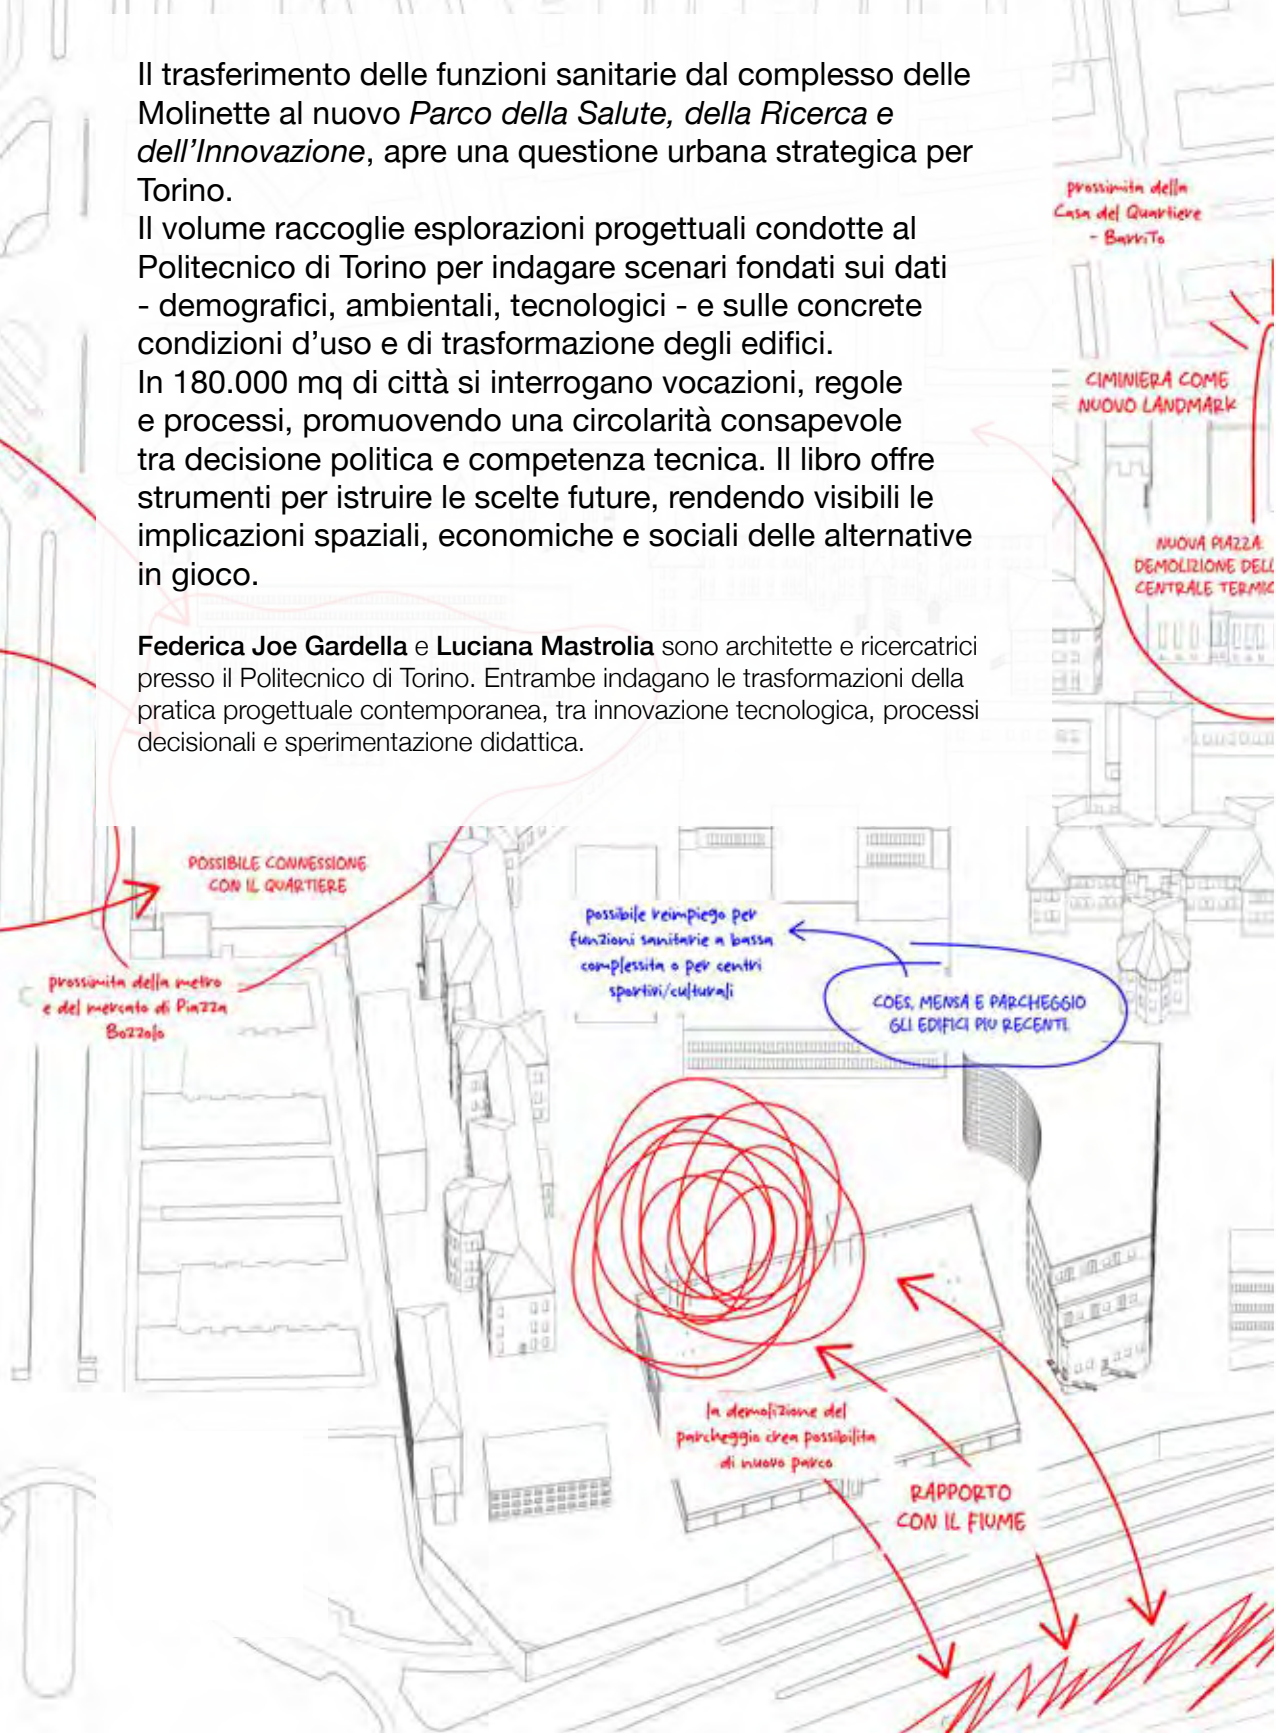 Il trasferimento delle funzioni sanitarie dal complesso delle
Molinette al nuovo Parco della Salute, della Ricerca e
dell'Innovazione, apre una questione urbana strategica per
Torino.
Il volume raccoglie esplorazioni progettuali condotte al
Politecnico di Torino per indagare scenari fondati sui dati
- demografici, ambientali, tecnologici - e sulle concrete
condizioni d'uso e di trasformazione degli edifici.
In 180.000 mq di città si interrogano vocazioni, regole
e processi, promuovendo una circolarità consapevole
tra decisione politica e competenza tecnica. Il libro offre
strumenti per istruire le scelte future, rendendo visibili le
implicazioni spaziali, economiche e sociali delle alternative
in gioco.
Federica Joe Gardella e Luciana Mastrolia sono architette e ricercatrici
presso il Politecnico di Torino. Entrambe indagano le trasformazioni della
pratica progettuale contemporanea, tra innovazione tecnologica, processi
decisionali e sperimentazione didattica.
prossimita della
Casa del Quartiere
- BarriTo
CIMINIERA COME
NUOVO LANDMARK
NUOVA PIAZZA:
DEMOLIZIONE DELL
CENTRALE TERMIC
POSSIBILE CONNESSIONE
CON IL QUARTIERE
prossimita della metro
e del mercato di Piazza
Bozzolo
possibile reimpiego per
funzioni sanitarie a bassa
complessita o per centri
sportivi/culturali
COES, MENSA E PARCHEGGIO
GLI EDIFICI PIU RECENTI
la demolizione del
parcheggio crea possibilita
di nuovo parco
RAPPORTO
CON IL FIUME